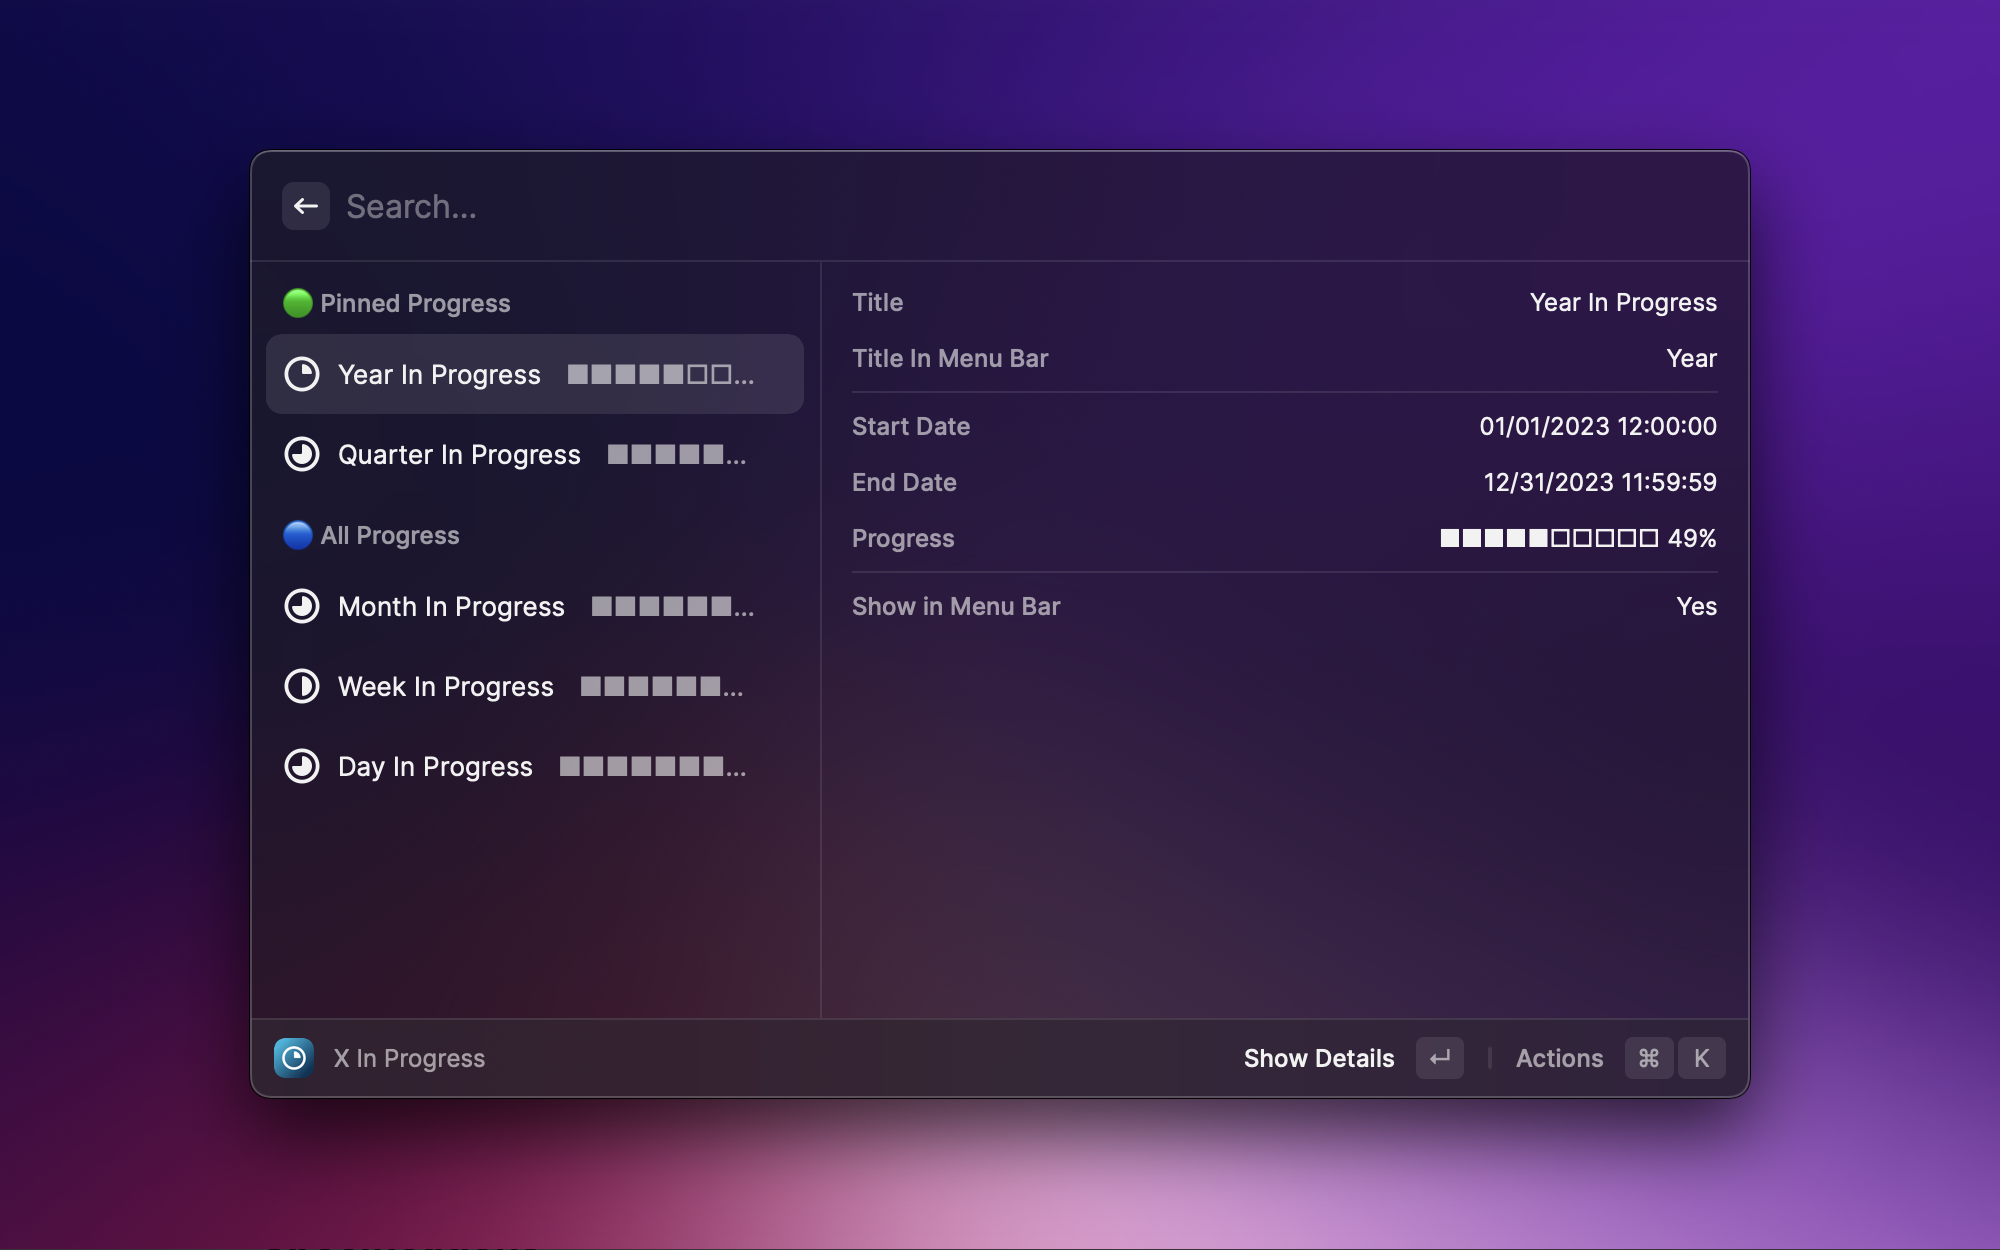 Search...
Pinned Progress
Year In Progress ■■■■■□□...
Quarter In Progress ■■■■■...
All Progress
Month In Progress ■■■■■■...
Week In Progress ■■■■■■...
Day In Progress ■■■■■■■...
Title Year In Progress
Title In Menu Bar Year
Start Date 01/01/2023 12:00:00
End Date 12/31/2023 11:59:59
Progress ■■■■■□□□□□ 49%
Show in Menu Bar Yes
X In Progress
Show Details ↵ Actions ⌘ K